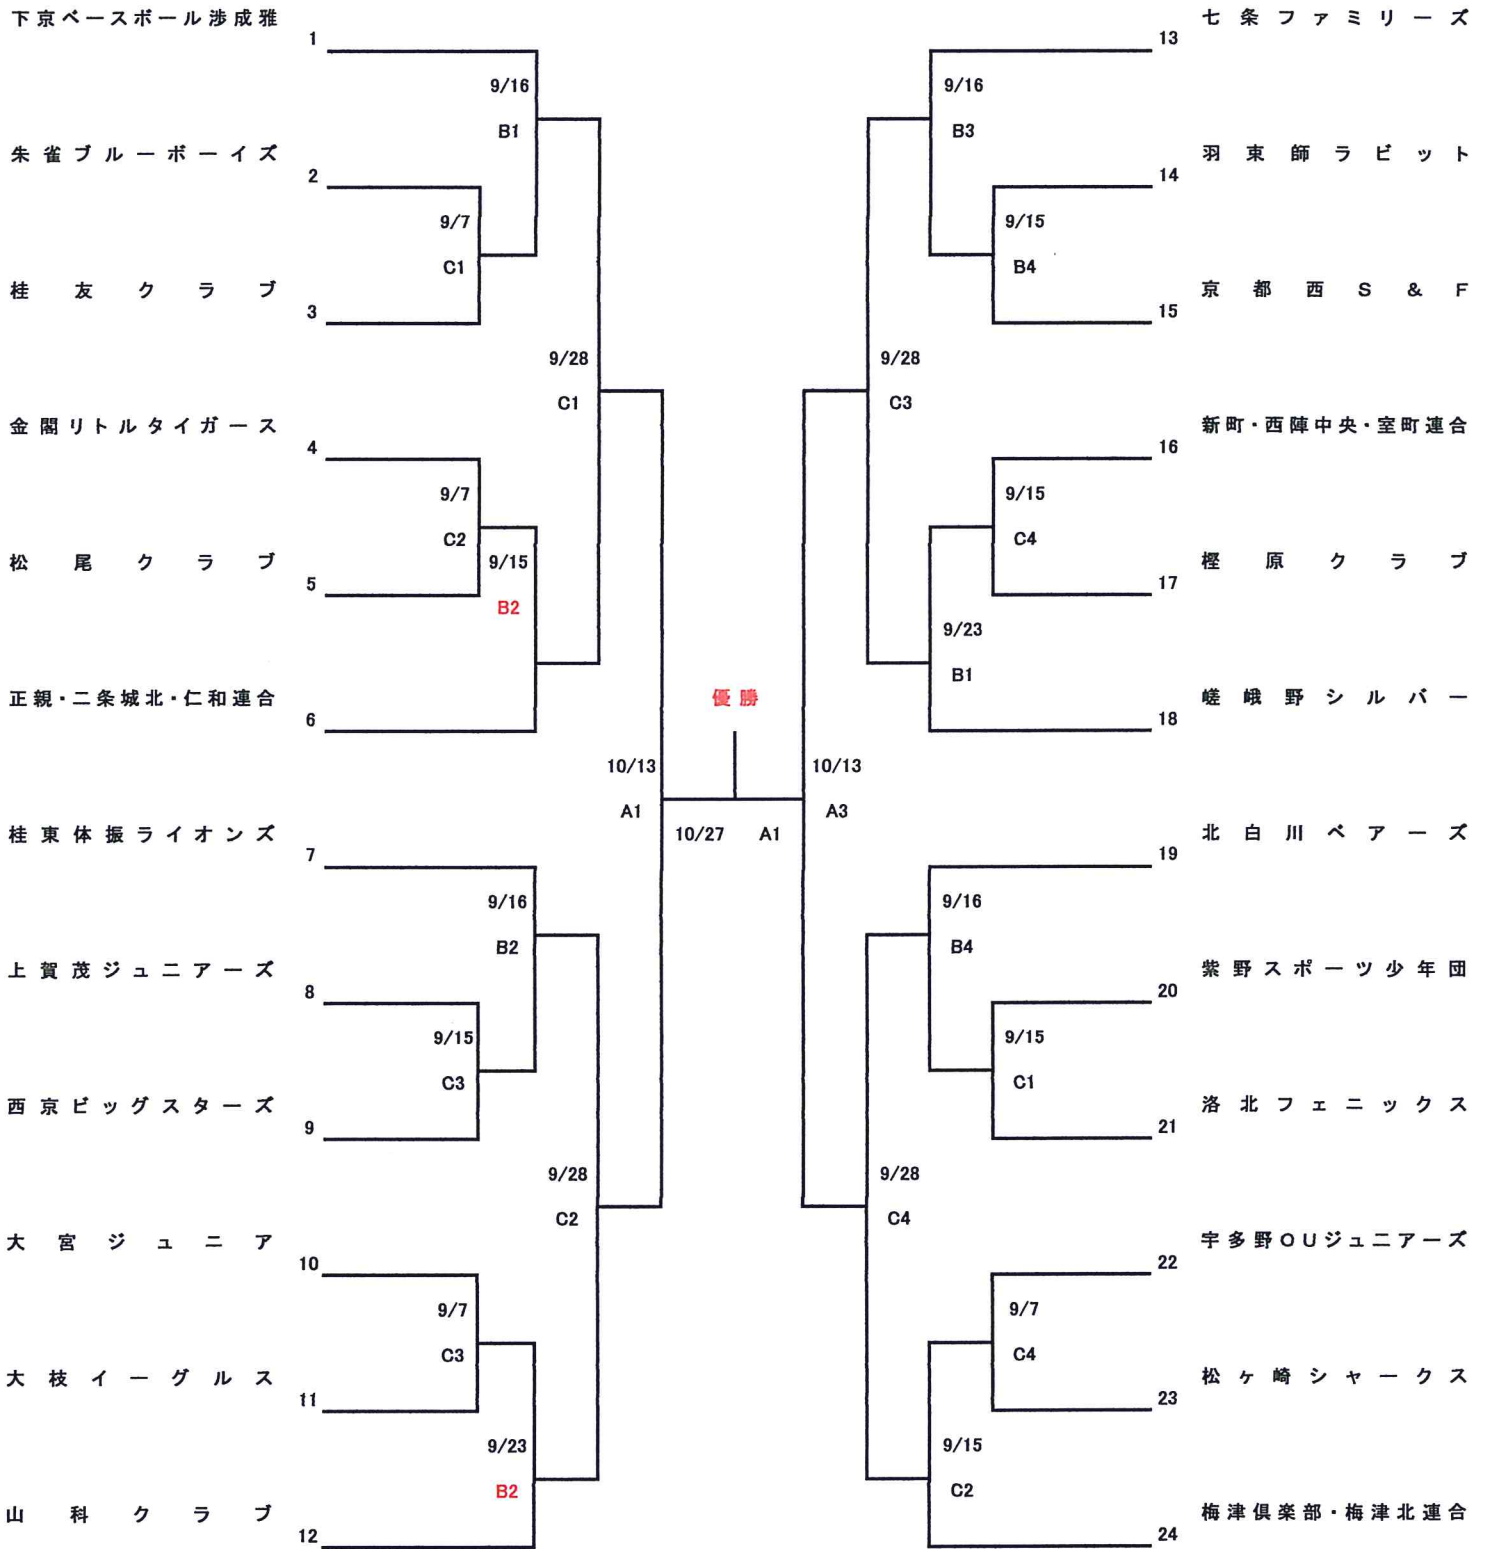 下京ベースボール渉成雅
1
9/16
B1
朱雀ブルーボーイズ
2
9/7
C1
桂友クラブ
3
9/28
C1
金閣リトルタイガース
4
9/7
C2
9/15
B2
松尾クラブ
5
正親・二条城北・仁和連合
6
10/13
A1
桂東体振ライオンズ
7
9/16
B2
上賀茂ジュニアーズ
8
9/15
C3
西京ビッグスターズ
9
9/28
C2
大宮ジュニア
10
9/7
C3
大枝イーグルス
11
9/23
B2
山科クラブ
12
優勝
10/27 A1
七条ファミリーズ
13
9/16
B3
羽束師ラビット
14
9/15
B4
京都西S&F
15
9/28
C3
新町・西陣中央・室町連合
16
9/15
C4
樫原クラブ
17
9/23
B1
嵯峨野シルバー
18
10/13
A3
北白川ベアーズ
19
9/16
B4
紫野スポーツ少年団
20
9/15
C1
洛北フェニックス
21
9/28
C4
宇多野OUジュニアーズ
22
9/7
C4
松ヶ崎シャークス
23
9/15
C2
梅津倶楽部・梅津北連合
24